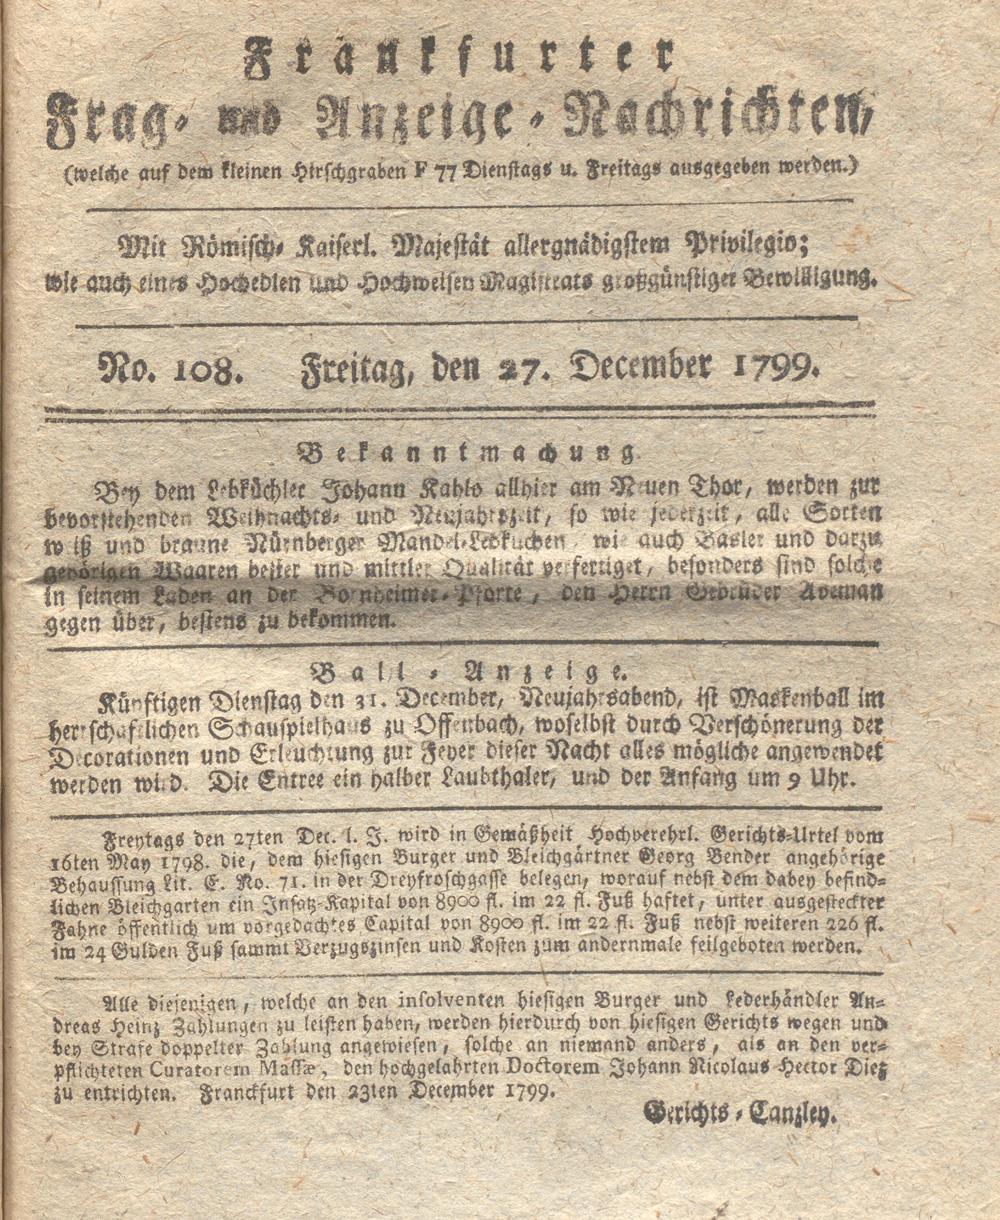 Frankfurter
Frag- und Anzeige-Nachrichten,
(welche auf dem kleinen Hirschgraben F 77 Dienstags u. Freitags ausgegeben werden.)
Mit Römisch-Kaiserl. Majestät allergnädigstem Privilegio;
wie auch eines Hochedlen und Hochweisen Magistrats großgünstiger Bewilligung.
No. 108. Freitag, den 27. December 1799.
Bekanntmachung
Bey dem Lebküchler Johann Kahlo allhier am Neuen Thor, werden zur
bevorstehenden Weihnachts- und Neujahrszeit, so wie jederzeit, alle Sorten
weiß und braune Nürnberger Mandel-Lebkuchen, wie auch Basler und darzu
gehörigen Waaren bester und mittler Qualität verfertiget, besonders sind solche
in seinem Laden an der Bornheimer-Pforte, den Herrn Gebrüder
gegen über, bestens zu bekommen.
Ball-Anzeige.
Künftigen Dienstag den 31. December, Neujahrsabend, ist Maskenball im
herrschaftlichen Schauspielhaus zu Offenbach, woselbst durch Verschönerung der
Decorationen und Erleuchtung zur Feyer dieser Nacht alles mögliche angewendet
werden wird. Die Entree ein halber Laubthaler, und der Anfang um 9 Uhr.
Freytags den 27ten Dec. l. J. wird in Gemäßheit Hochverehrl. Gerichts-Urtel vom
16ten May 1798. die, dem hiesigen Burger und Bleichgärtner Georg Bender angehörige
Behaussung Lit. E. No. 71. in der Dreyfroschgasse belegen, worauf nebst dem dabey befind-
lichen Bleichgarten ein Insatz-Kapital von 8900 fl. im 22 fl. Fuß haftet, unter ausgesteckter
Fahne öffentlich um vorgedachtes Capital von 8900 fl. im 22 fl. Fuß nebst weiteren 226 fl.
im 24 Gulden Fuß sammt Verzugszinsen und Kosten zum andernmale feilgeboten werden.
Alle diejenigen, welche an den insolventen hiesigen Burger und Lederhändler An-
dreas Heinz Zahlungen zu leisten haben, werden hierdurch von hiesigen Gerichts wegen und
bey Strafe doppelter Zahlung angewiesen, solche an niemand anders, als an den ver-
pflichteten Curatorem Massæ, den hochgelahrten Doctorem Johann Nicolaus Hector Diez
zu entrichten. Franckfurt den 23ten December 1799.
Gerichts-Canzley.